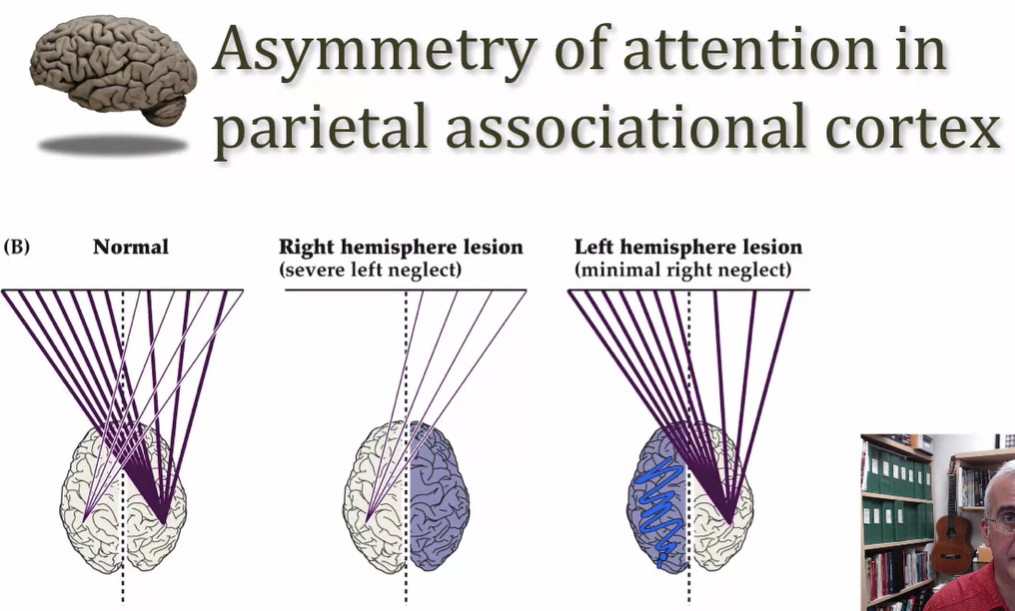 Asymmetry of attention in
parietal associational cortex
(B)
Normal
Right hemisphere lesion
(severe left neglect)
Left hemisphere lesion
(minimal right neglect)